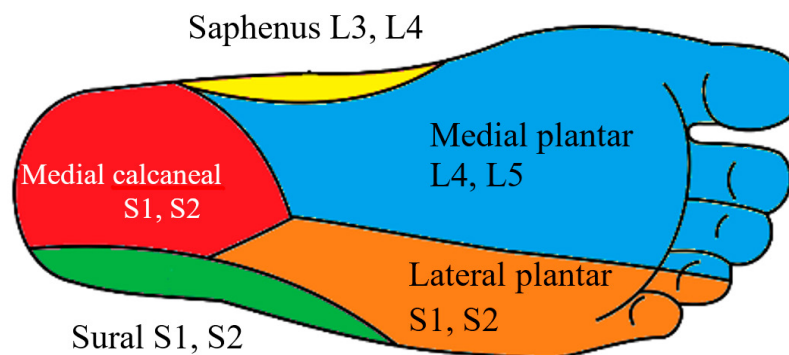 Saphenus L3, L4
Medial plantar
L4, L5
Medial calcaneal
S1, S2
Lateral plantar
S1, S2
Sural S1, S2